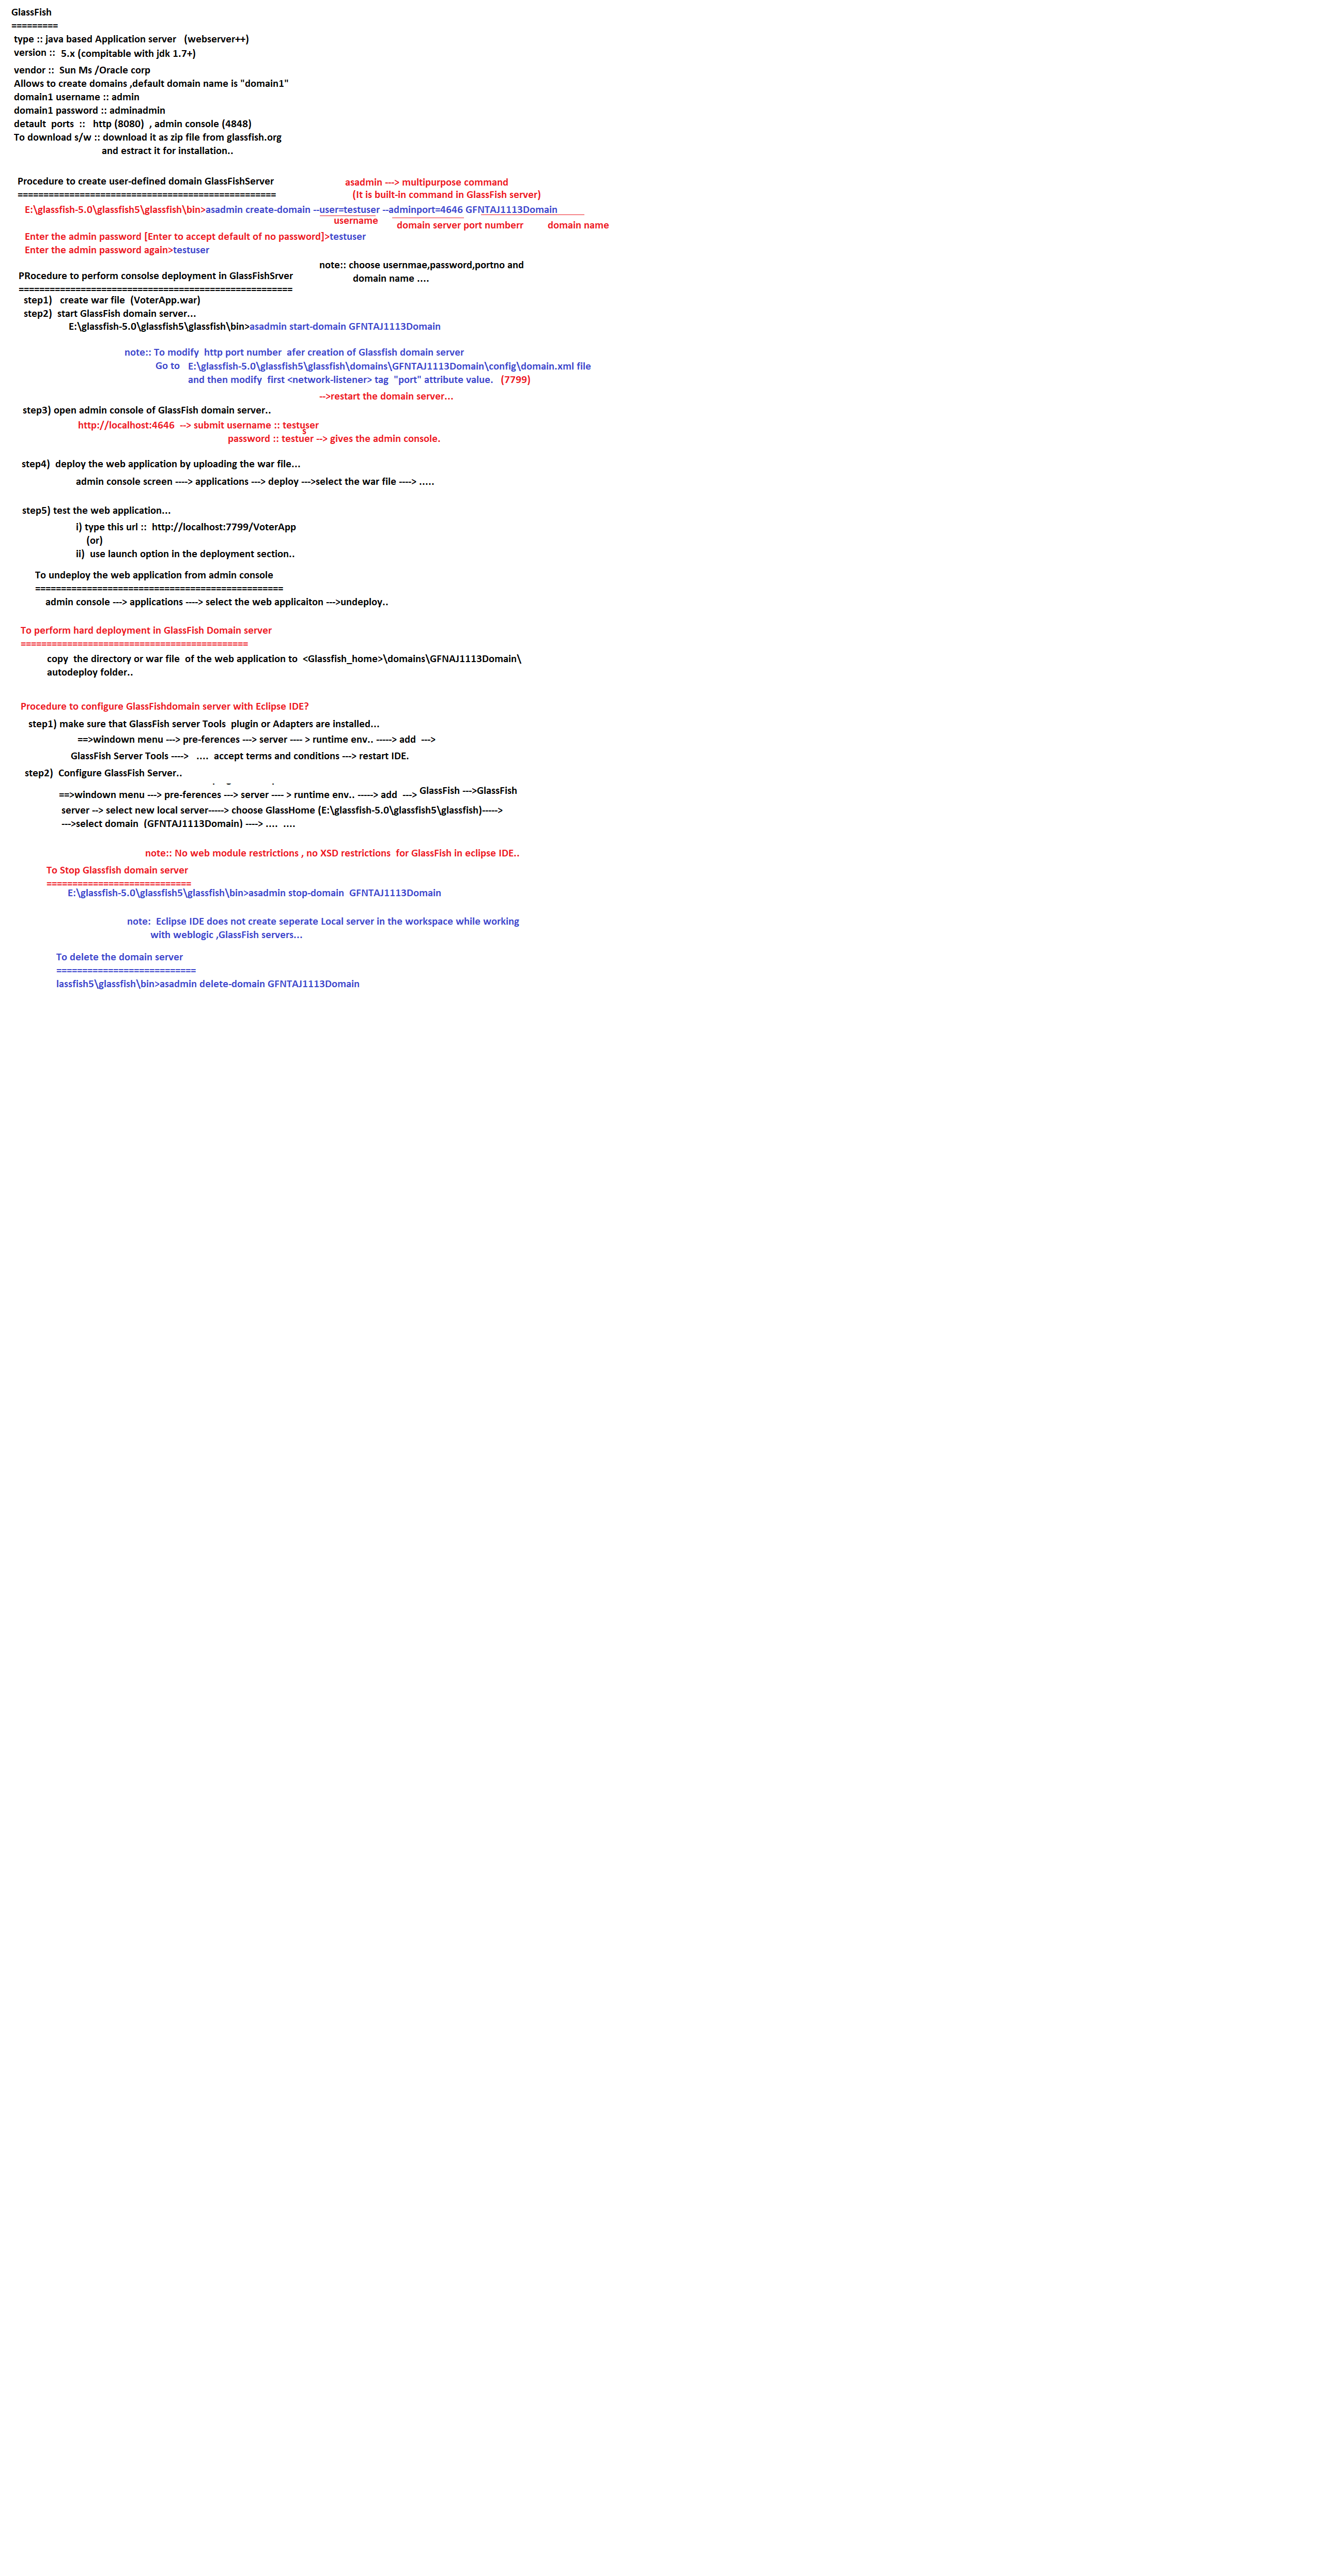 GlassFish
=========
type :: java based Application server (webserver++)
version :: 5.x (compitable with jdk 1.7+)
vendor :: Sun Ms /Oracle corp
Allows to create domains ,default domain name is "domain1"
domain1 username :: admin
domain1 password :: adminadmin
detault ports :: http (8080) , admin console (4848)
To download s/w :: download it as zip file from glassfish.org
and estract it for installation..
Procedure to create user-defined domain GlassFishServer
==================================================
asadmin ---> multipurpose command
(It is built-in command in GlassFish server)
E:\glassfish-5.0\glassfish5\glassfish\bin>asadmin create-domain --user=testuser --adminport=4646 GFNTAJ1113Domain
username
domain server port numberr domain name
Enter the admin password [Enter to accept default of no password]>testuser
Enter the admin password again>testuser
note:: choose usernmae,password,portno and
domain name ....
PRocedure to perform consolse deployment in GlassFishSrver
=====================================================
step1) create war file (VoterApp.war)
step2) start GlassFish domain server...
E:\glassfish-5.0\glassfish5\glassfish\bin>asadmin start-domain GFNTAJ1113Domain
note:: To modify http port number afer creation of Glassfish domain server
Go to E:\glassfish-5.0\glassfish5\glassfish\domains\GFNTAJ1113Domain\config\domain.xml file
and then modify first <network-listener> tag "port" attribute value. (7799)
-->restart the domain server...
step3) open admin console of GlassFish domain server..
http://localhost:4646 --> submit username :: testuser
s
password :: testuer --> gives the admin console.
step4) deploy the web application by uploading the war file...
admin console screen ----> applications ---> deploy --->select the war file ----> .....
step5) test the web application...
i) type this url :: http://localhost:7799/VoterApp
(or)
ii) use launch option in the deployment section..
To undeploy the web application from admin console
================================================
admin console ---> applications ----> select the web applicaiton --->undeploy..
To perform hard deployment in GlassFish Domain server
============================================
copy the directory or war file of the web application to <Glassfish_home>\domains\GFNAJ1113Domain\
autodeploy folder..
Procedure to configure GlassFishdomain server with Eclipse IDE?
step1) make sure that GlassFish server Tools plugin or Adapters are installed...
==>windown menu ---> pre-ferences ---> server ---- > runtime env.. -----> add --->
GlassFish Server Tools ----> .... accept terms and conditions ---> restart IDE.
step2) Configure GlassFish Server..
==>windown menu ---> pre-ferences ---> server ---- > runtime env.. -----> add ---> GlassFish --->GlassFish
server --> select new local server-----> choose GlassHome (E:\glassfish-5.0\glassfish5\glassfish)----->
--->select domain (GFNTAJ1113Domain) ----> .... ....
note:: No web module restrictions , no XSD restrictions for GlassFish in eclipse IDE..
To Stop Glassfish domain server
============================
E:\glassfish-5.0\glassfish5\glassfish\bin>asadmin stop-domain GFNTAJ1113Domain
note: Eclipse IDE does not create seperate Local server in the workspace while working
with weblogic ,GlassFish servers...
To delete the domain server
===========================
lassfish5\glassfish\bin>asadmin delete-domain GFNTAJ1113Domain